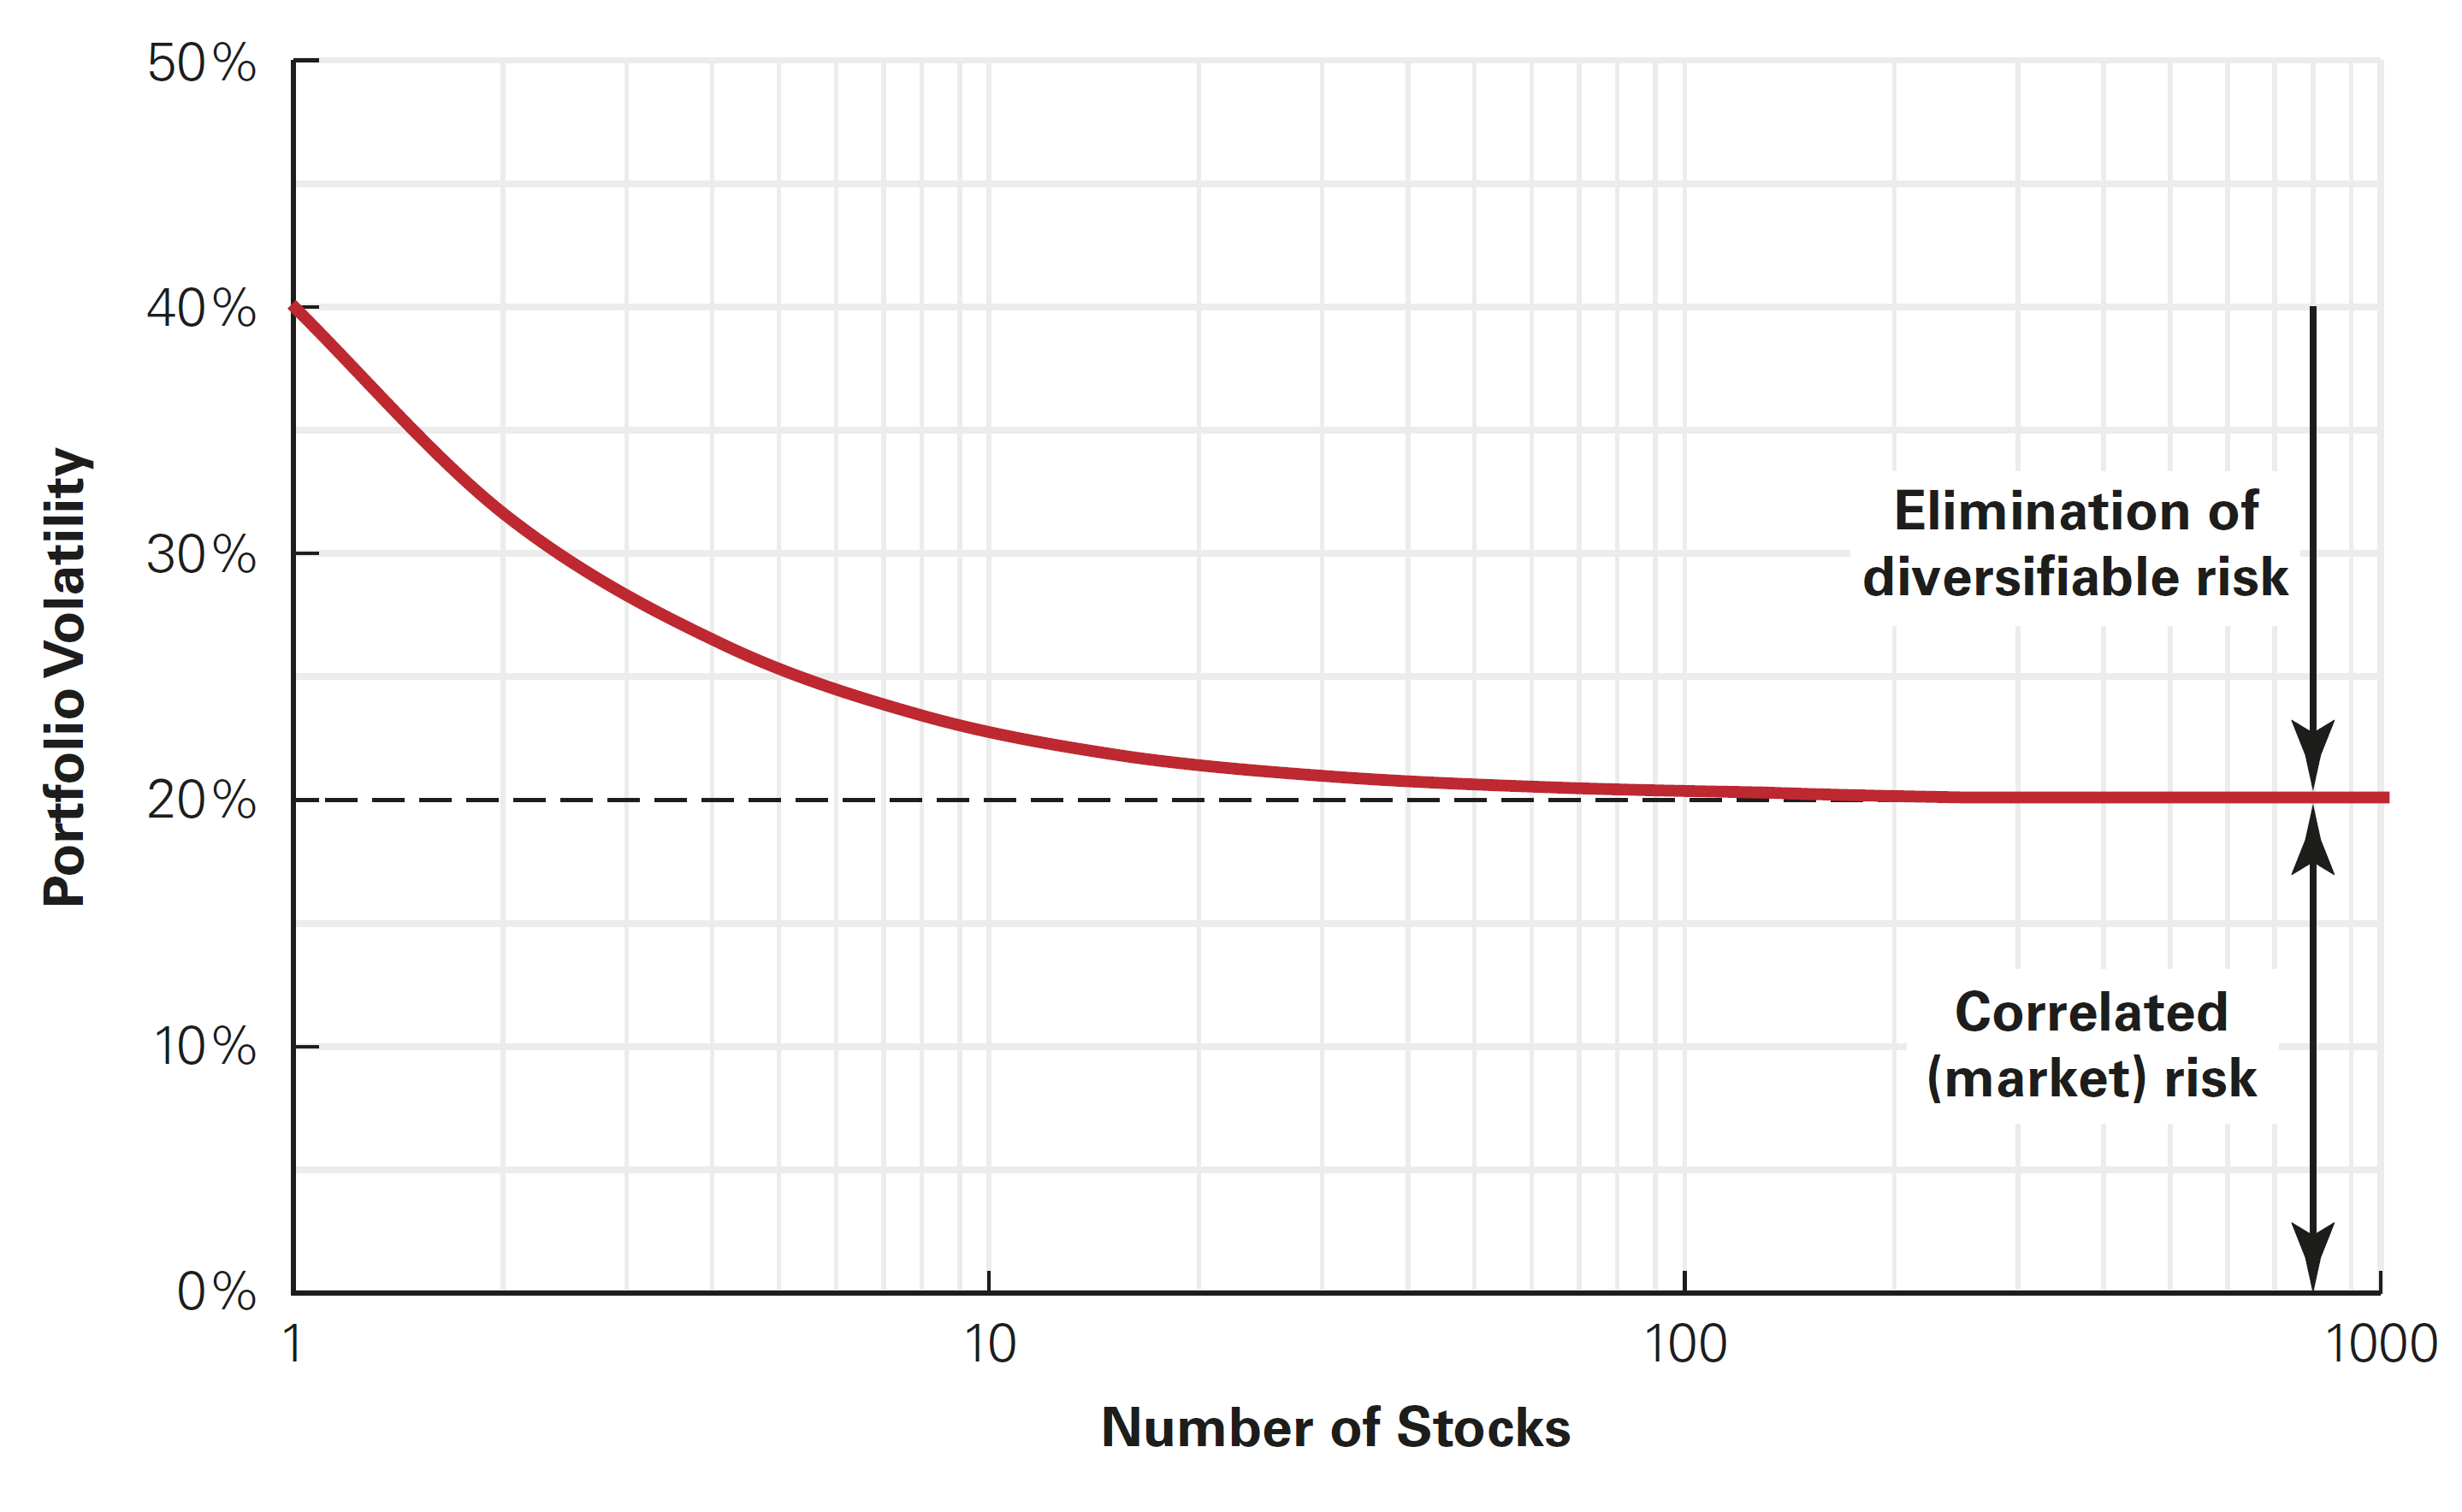 50%
40%
30%
20%
10%
0%
Portfolio Volatility
Elimination of
diversifiable risk
Correlated
(market) risk
1
10
100
1000
Number of Stocks